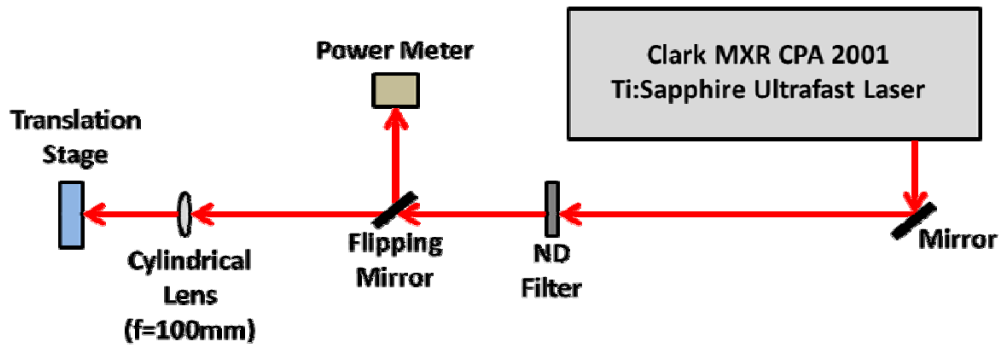 Clark MXR CPA 2001
Ti:Sapphire Ultrafast Laser
Power Meter
Translation
Stage
Cylindrical
Lens
(f=100mm)
Flipping
Mirror
ND
Filter
Mirror